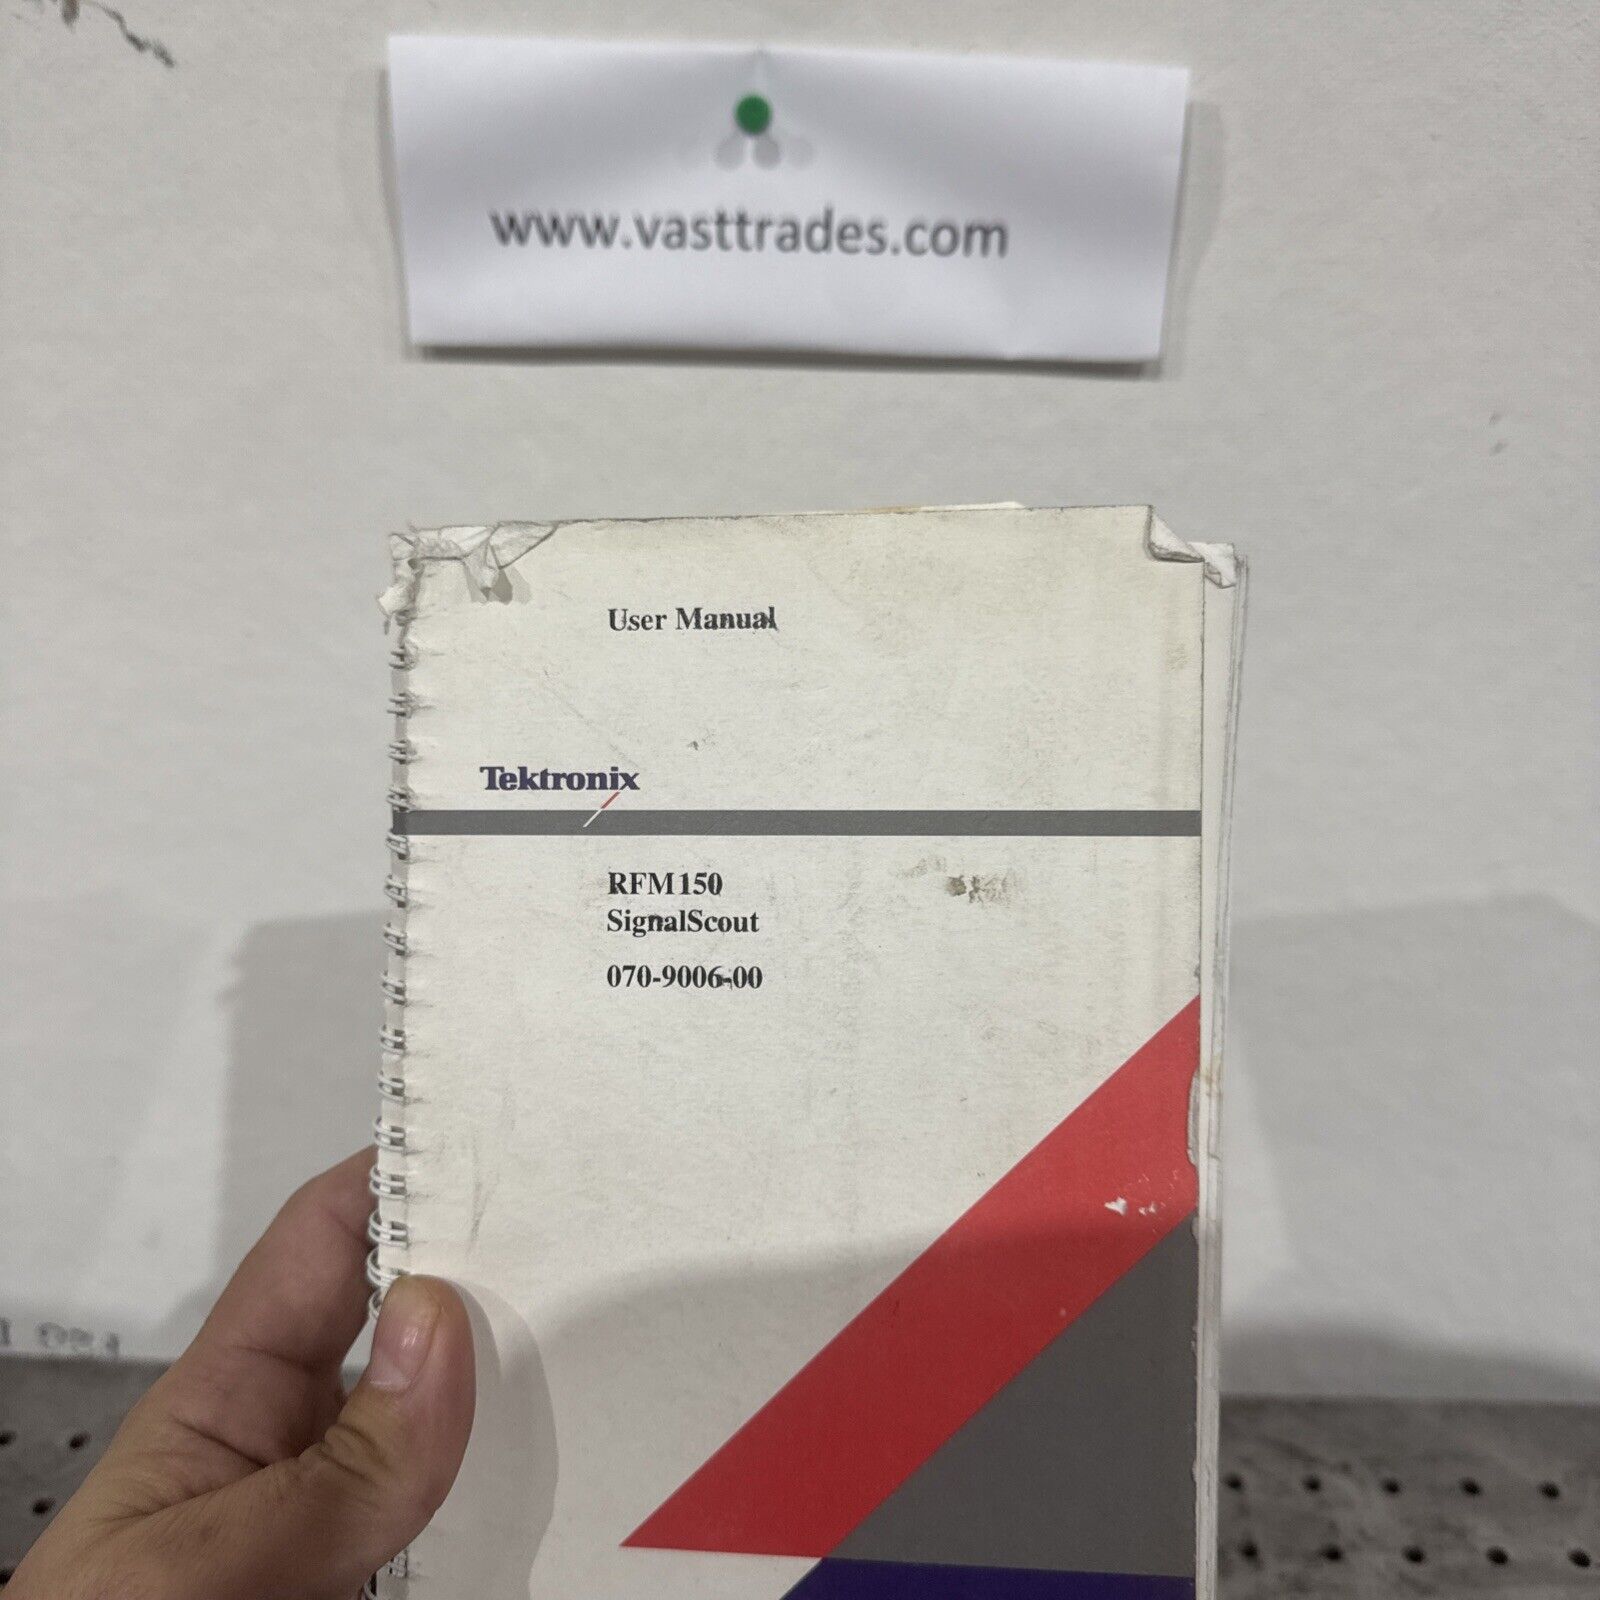 www.vasttrades.com
User Manual
Tektronix
RFM150
SignalScout
070-9006-00